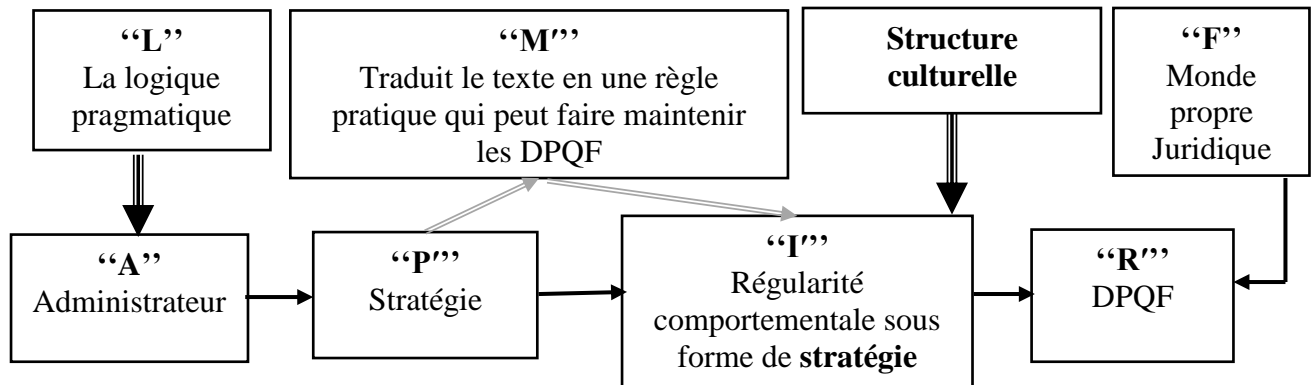 ‘‘L’’
La logique
pragmatique
‘‘M′’’
Traduit le texte en une règle
pratique qui peut faire maintenir
les DPQF
Structure
culturelle
‘‘F’’
Monde
propre
Juridique
‘‘A’’
Administrateur
‘‘P′’’
Stratégie
‘‘I′’’
Régularité
comportementale sous
forme de stratégie
‘‘R′’’
DPQF